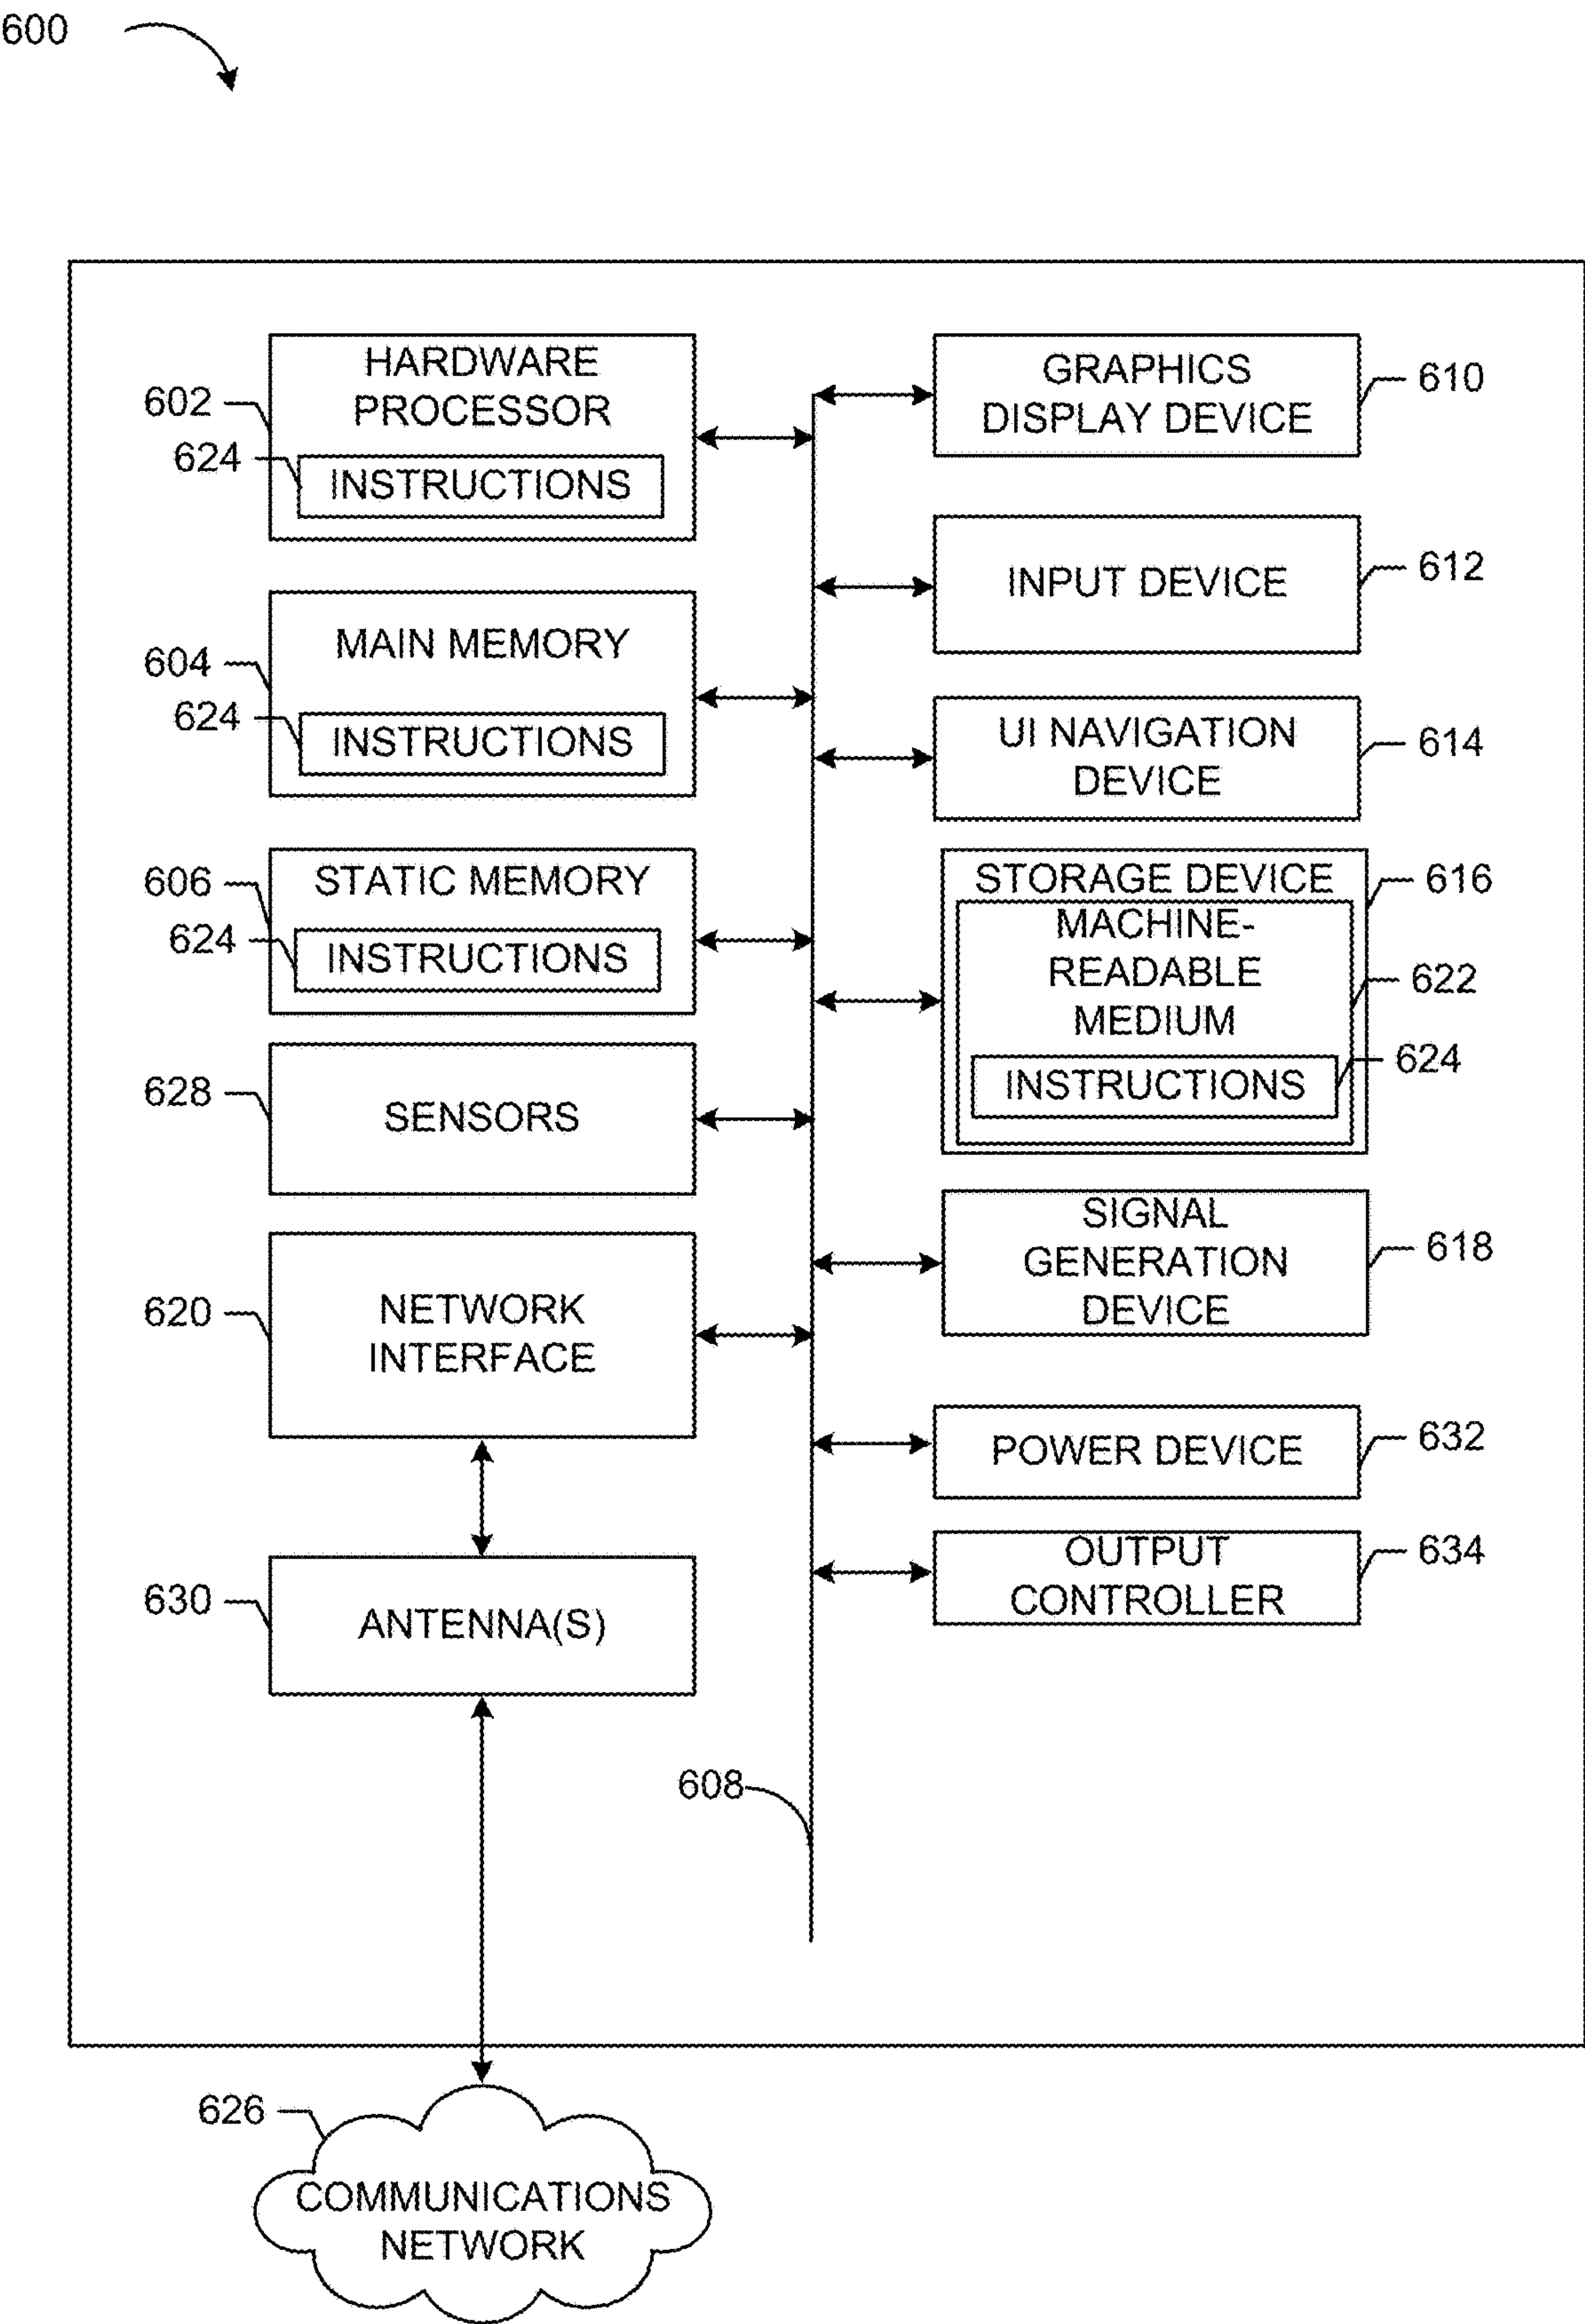 600
HARDWARE
PROCESSOR
602
624
INSTRUCTIONS
MAIN MEMORY
604
624
INSTRUCTIONS
STATIC MEMORY
606
624
INSTRUCTIONS
628
SENSORS
620
NETWORK
INTERFACE
630
ANTENNA(S)
608
GRAPHICS
DISPLAY DEVICE
610
INPUT DEVICE
612
UI NAVIGATION
DEVICE
614
STORAGE DEVICE
616
MACHINE-
READABLE
MEDIUM
622
624
INSTRUCTIONS
SIGNAL
GENERATION
DEVICE
618
POWER DEVICE
632
OUTPUT
CONTROLLER
634
626
COMMUNICATIONS
NETWORK